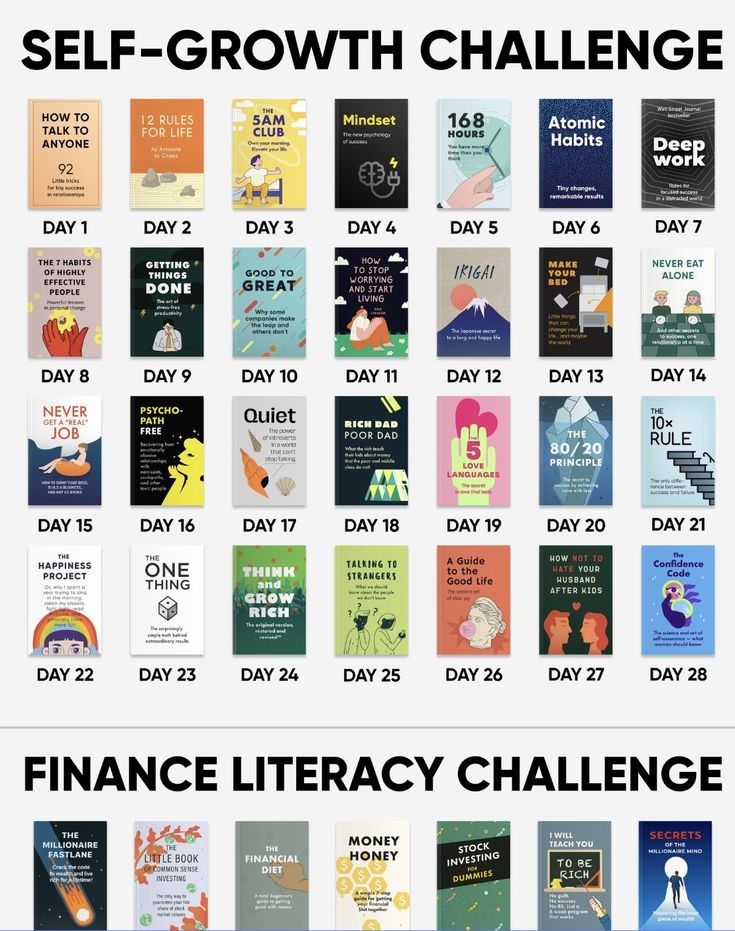 SELF-GROWTH CHALLENGE
HOW TO
TALK TO
ANYONE
92
Little tricks
for big success
in relationships
DAY 1
12 RULES
FOR LIFE
An Antidote
to Chaos
DAY 2
THE
5AM
CLUB
Own your morning.
Elevate your life
DAY 3
Mindset
The new psychology
of success
DAY 4
168
HOURS
You have more
time than you
think
DAY 5
Atomic
Habits
Tiny changes,
remarkable results
DAY 6
Wall Street Journal
bestseller
Deep
work
Rules for
focused success
in a distracted world
DAY 7
THE 7 HABITS
OF HIGHLY
EFFECTIVE
PEOPLE
Powerful lessons
in personal change
DAY 8
GETTING
THINGS
DONE
The art of
stress-free
productivity
DAY 9
GOOD TO
GREAT
Why some
companies make
the leap and
others don't
DAY 10
HOW
TO STOP
WORRYING
AND START
LIVING
DALE
CARNEGIE
DAY 11
IKIGAI
The Japanese secret
to a long and happy life
DAY 12
MAKE
YOUR
BED
Little things
that can
change your
life... and maybe
the world
DAY 13
NEVER EAT
ALONE
And other secrets
to success, one
relationship at a time
DAY 14
NEVER
GET A "REAL"
JOB
HOW TO DUMP YOUR BOSS,
BUILD A BUSINESS,
AND NOT GO BROKE
DAY 15
PSYCHO-
PATH
FREE
Recovering from
emotionally
abusive
relationships
with
narcissists,
sociopaths,
and other
toxic people
DAY 16
Quiet
The power
of introverts
in a world
that can't
stop talking
DAY 17
RICH DAD
POOR DAD
What the rich teach
their kids about money
that the poor and middle
class do not!
DAY 18
THE
5
LOVE
LANGUAGES
The secret
to love that lasts
DAY 19
THE
80/20
PRINCIPLE
The secret to
success by achieving
more with less
DAY 20
THE
10x
RULE
The only diffe-
rence between
success and failure
DAY 21
THE
HAPPINESS
PROJECT
Or, why I spent a
year trying to sing
in the morning,
clean my closets,
fight right, read
generally have
more fun
DAY 22
THE
ONE
THING
The surprisingly
simple truth behind
extraordinary results
DAY 23
THINK
and
GROW
RICH
The original version,
restored and
revised™
DAY 24
TALKING TO
STRANGERS
What we should
know about the people
we don't know
DAY 25
A Guide
to the
Good Life
The ancient art
of stoic joy
DAY 26
HOW NOT TO
HATE YOUR
HUSBAND
AFTER KIDS
DAY 27
The
Confidence
Code
The science and art of
self-assurance — what
women should know
DAY 28
FINANCE LITERACY CHALLENGE
THE
MILLIONAIRE
FASTLANE
Crack the code
to wealth and live
rich for a lifetime!
THE
LITTLE BOOK
OF COMMON SENSE
INVESTING
The only way to
guarantee your fair
share of stock
market returns
THE
FINANCIAL
DIET
A total beginner's
guide to getting
good with money
MONEY
HONEY
A simple 7-step
guide for getting
your financial
$hit together
STOCK
INVESTING
FOR
DUMMIES
I WILL
TEACH YOU
TO BE
RICH
No guilt.
No excuses.
No BS. Just a
6-week program
that works
SECRETS
OF THE
MILLIONAIRE MIND
Mastering the inner
game of wealth